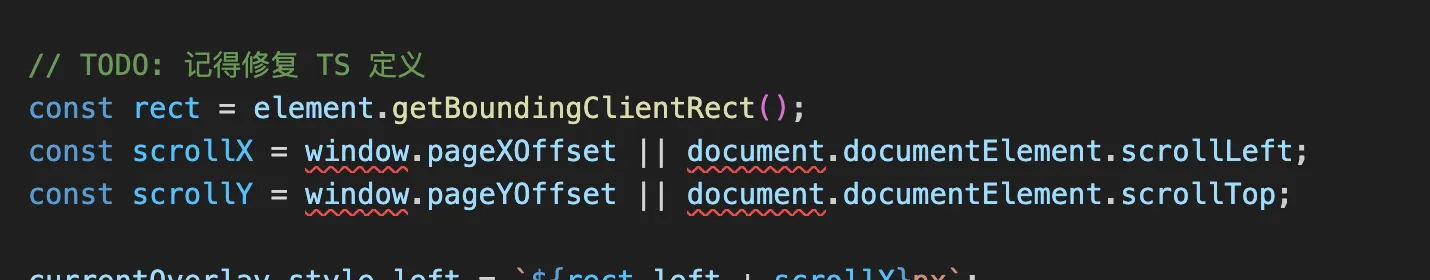 // TODO: 记得修复 TS 定义
const rect = element.getBoundingClientRect();
const scrollX = window.pageXOffset || document.documentElement.scrollLeft;
const scrollY = window.pageYOffset || document.documentElement.scrollTop;
currentOverlay.style.left = `${rect.left + scrollX}px`;